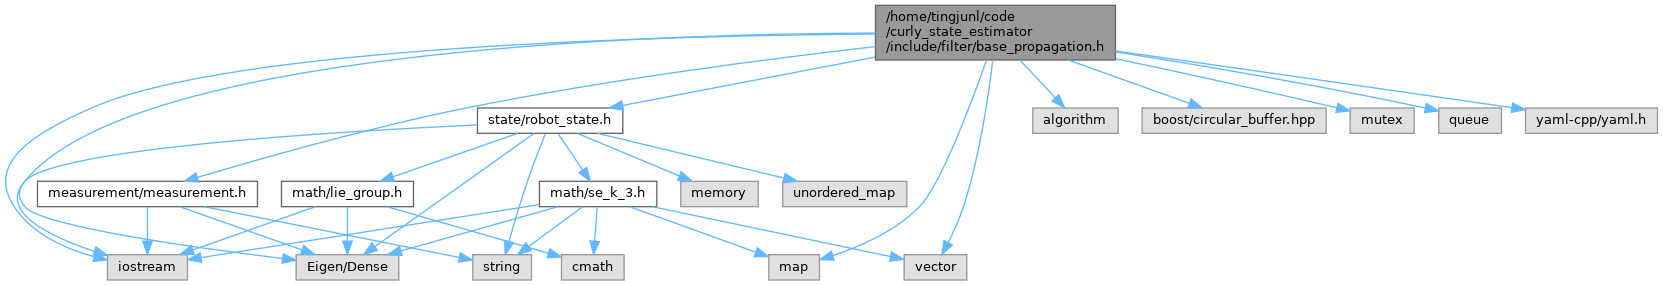 /home/tingjunl/code
/curly_state_estimator
/include/filter/base_propagation.h
state/robot_state.h
algorithm
boost/circular_buffer.hpp
mutex
queue
yaml-cpp/yaml.h
measurement/measurement.h
math/lie_group.h
math/se_k_3.h
memory
unordered_map
iostream
Eigen/Dense
string
cmath
map
vector